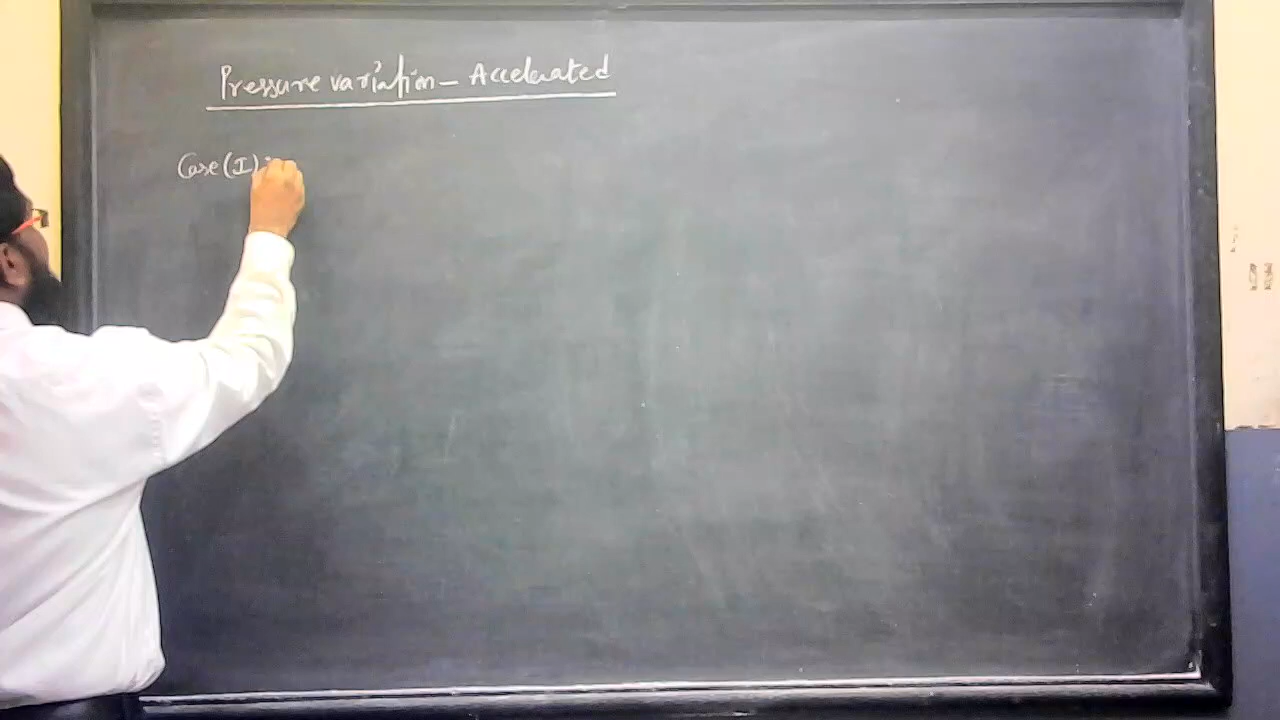 Pressure variation - Accelerated
Case (I) :